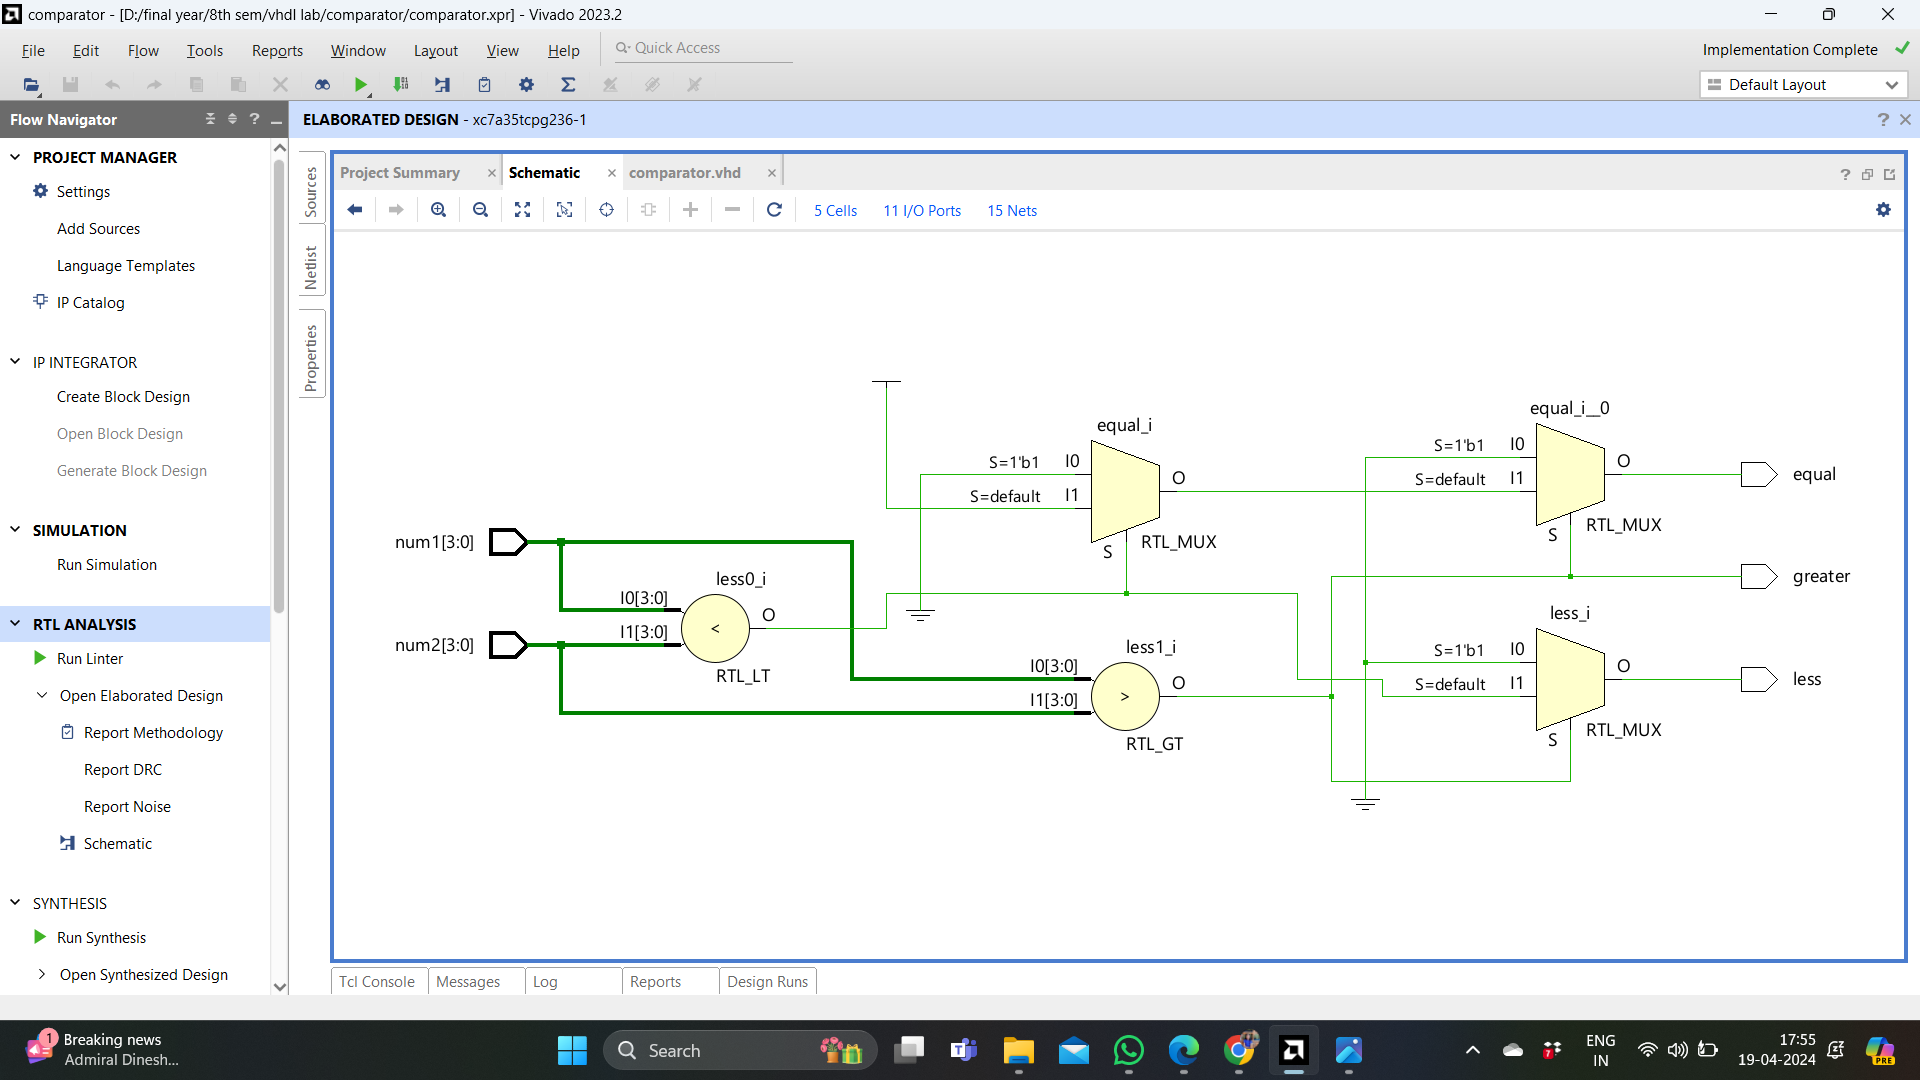 comparator - [D:/final year/8th sem/vhdl lab/comparator/comparator.xpr] - Vivado 2023.2
File Edit Flow Tools Reports Window Layout View Help Quick Access
Implementation Complete
Default Layout
Flow Navigator
ELABORATED DESIGN - xc7a35tcpg236-1
PROJECT MANAGER
Settings
Add Sources
Language Templates
IP Catalog
IP INTEGRATOR
Create Block Design
Open Block Design
Generate Block Design
SIMULATION
Run Simulation
RTL ANALYSIS
Run Linter
Open Elaborated Design
Report Methodology
Report DRC
Report Noise
Schematic
SYNTHESIS
Run Synthesis
Open Synthesized Design
Sources
Netlist
Properties
Project Summary Schematic comparator.vhd
5 Cells 11 I/O Ports 15 Nets
num1[3:0]
num2[3:0]
less0_i
I0[3:0]
I1[3:0]
<
O
RTL_LT
equal_i
S=1'b1 I0
S=default I1
O
S
RTL_MUX
less1_i
I0[3:0]
I1[3:0]
>
O
RTL_GT
equal_i__0
S=1'b1 I0
S=default I1
O
S
RTL_MUX
equal
greater
less_i
S=1'b1 I0
S=default I1
O
S
RTL_MUX
less
Tcl Console Messages Log Reports Design Runs
1
Breaking news
Admiral Dinesh...
Search
7
ENG
IN
17:55
19-04-2024
PRE